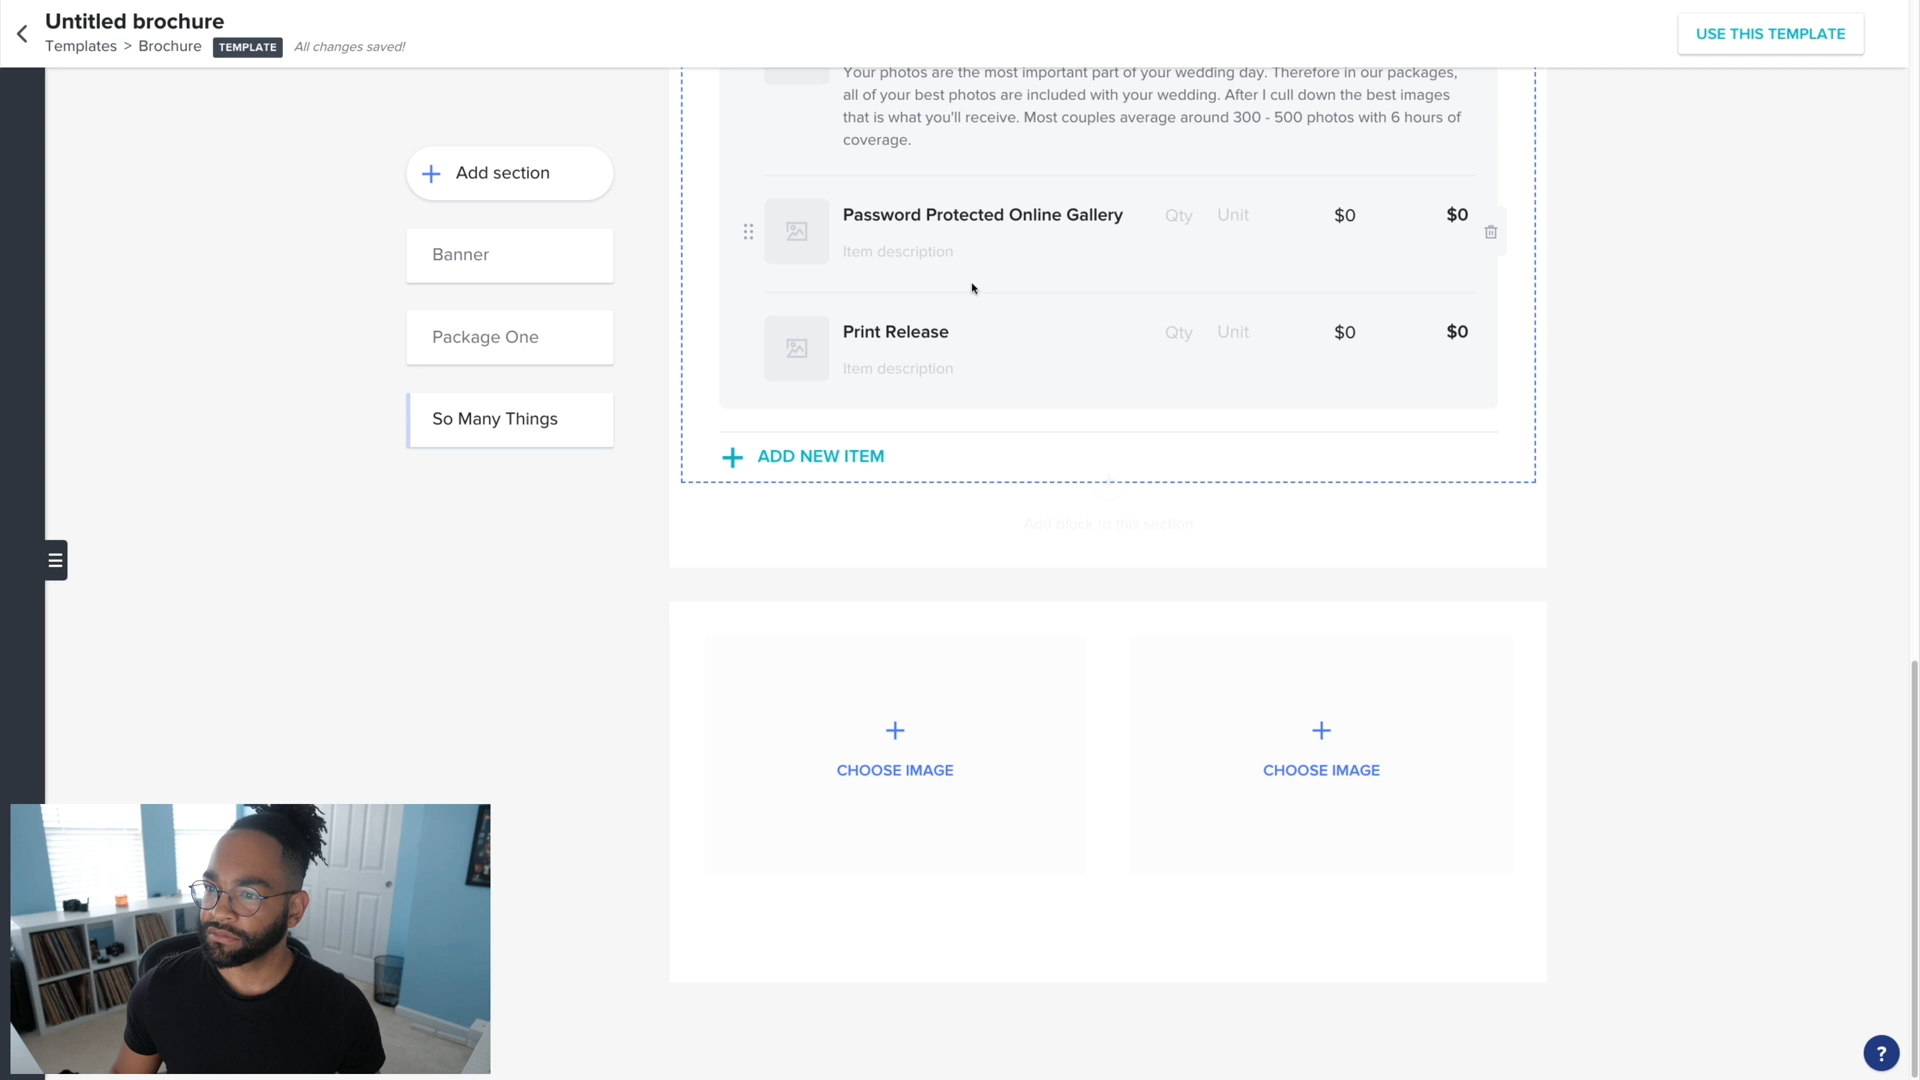 Untitled brochure
Templates > Brochure TEMPLATE All changes saved!
USE THIS TEMPLATE
Your photos are the most important part of your wedding day. Therefore in our packages,
all of your best photos are included with your wedding. After I cull down the best images
that is what you'll receive. Most couples average around 300 - 500 photos with 6 hours of
coverage.
Add section
Banner
Package One
So Many Things
Password Protected Online Gallery Qty Unit $0 $0
Item description
Print Release Qty Unit $0 $0
Item description
ADD NEW ITEM
Add block to this section
CHOOSE IMAGE
CHOOSE IMAGE
?